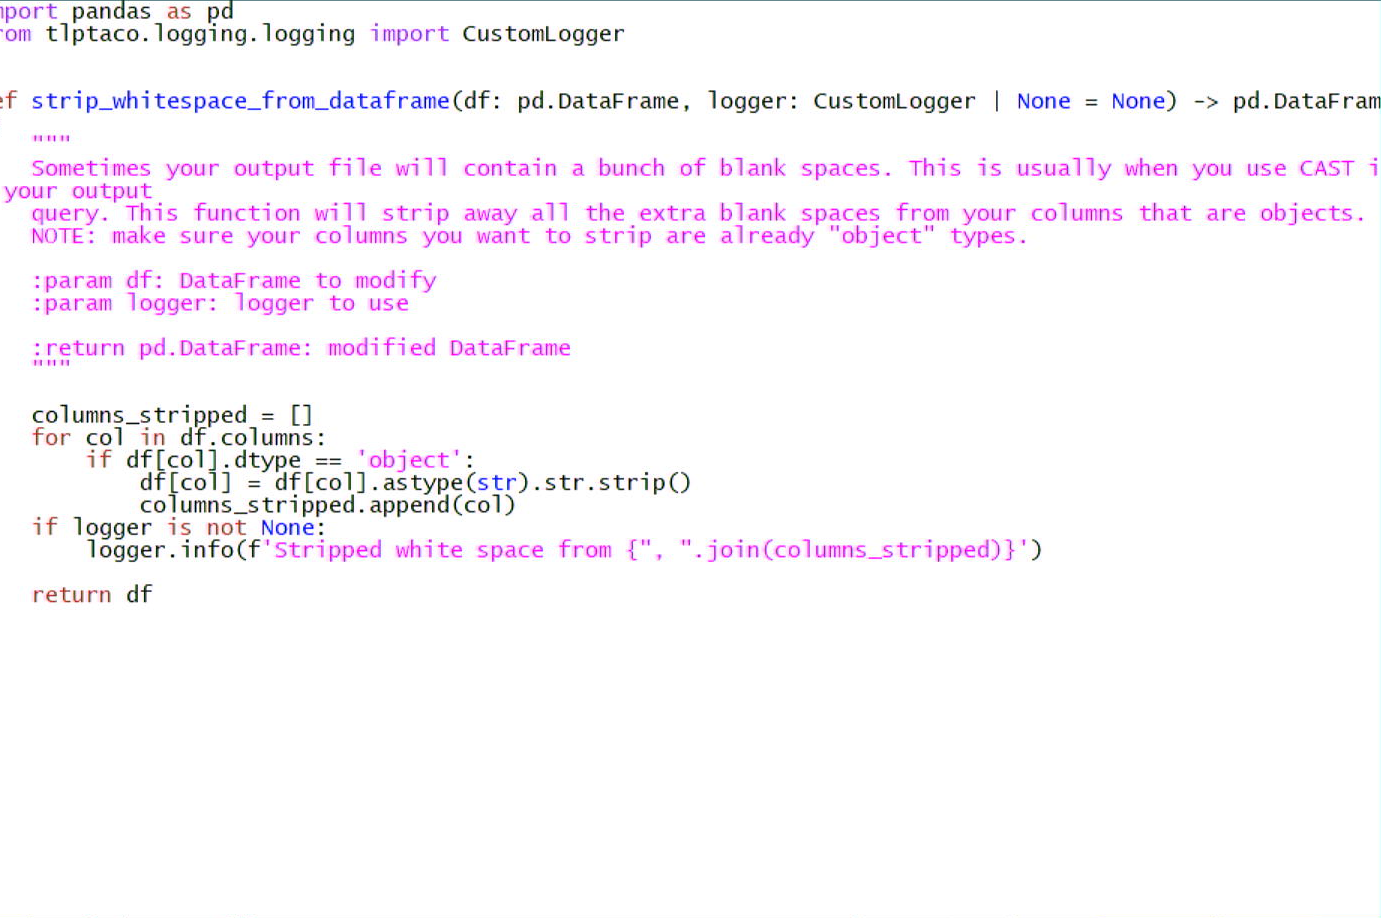 mport pandas as pd
om tlptaco.logging.logging import CustomLogger
ef strip_whitespace_from_dataframe(df: pd.DataFrame, logger: CustomLogger | None = None) -> pd.DataFram
"""
Sometimes your output file will contain a bunch of blank spaces. This is usually when you use CAST i
your output
query. This function will strip away all the extra blank spaces from your columns that are objects.
NOTE: make sure your columns you want to strip are already "object" types.
:param df: DataFrame to modify
:param logger: logger to use
:return pd.DataFrame: modified DataFrame
"""
columns_stripped = []
for col in df.columns:
if df[col].dtype == 'object':
df[col] = df[col].astype(str).str.strip()
columns_stripped.append(col)
if logger is not None:
logger.info(f'Stripped white space from {", ".join(columns_stripped)}')
return df